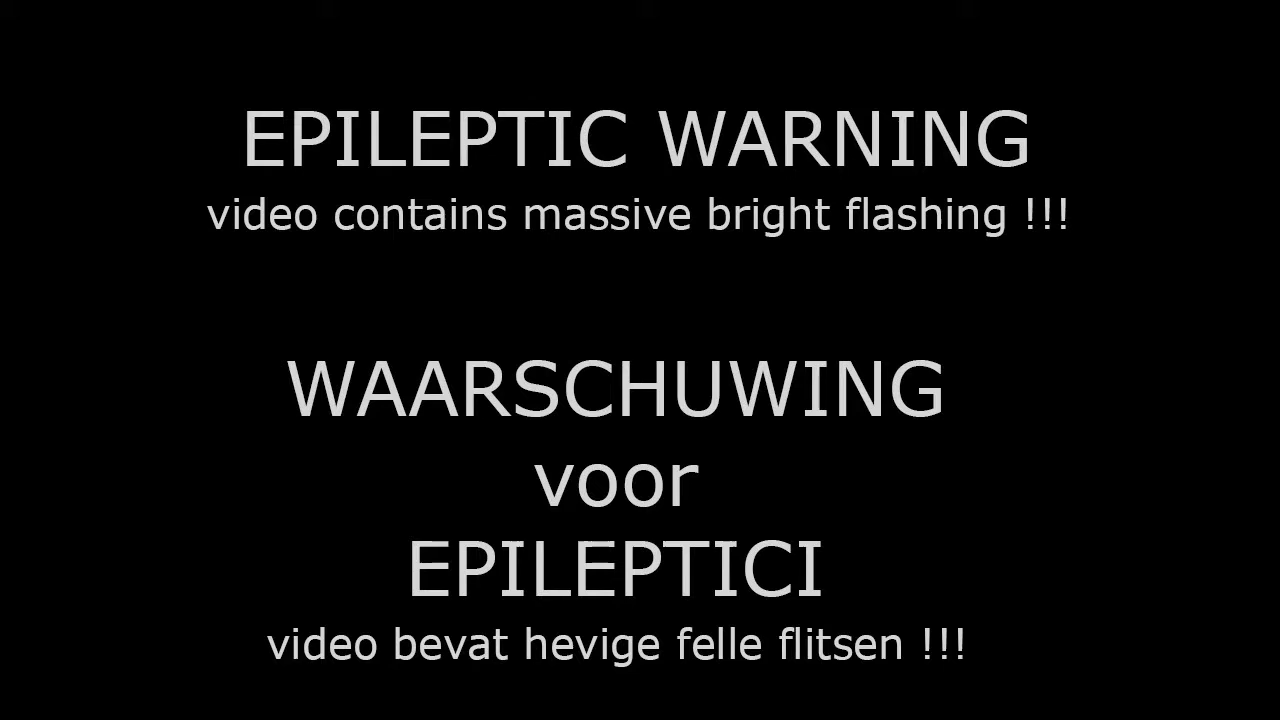 EPILEPTIC WARNING
video contains massive bright flashing !!!
WAARSCHUWING
voor
EPILEPTICI
video bevat hevige felle flitsen !!!